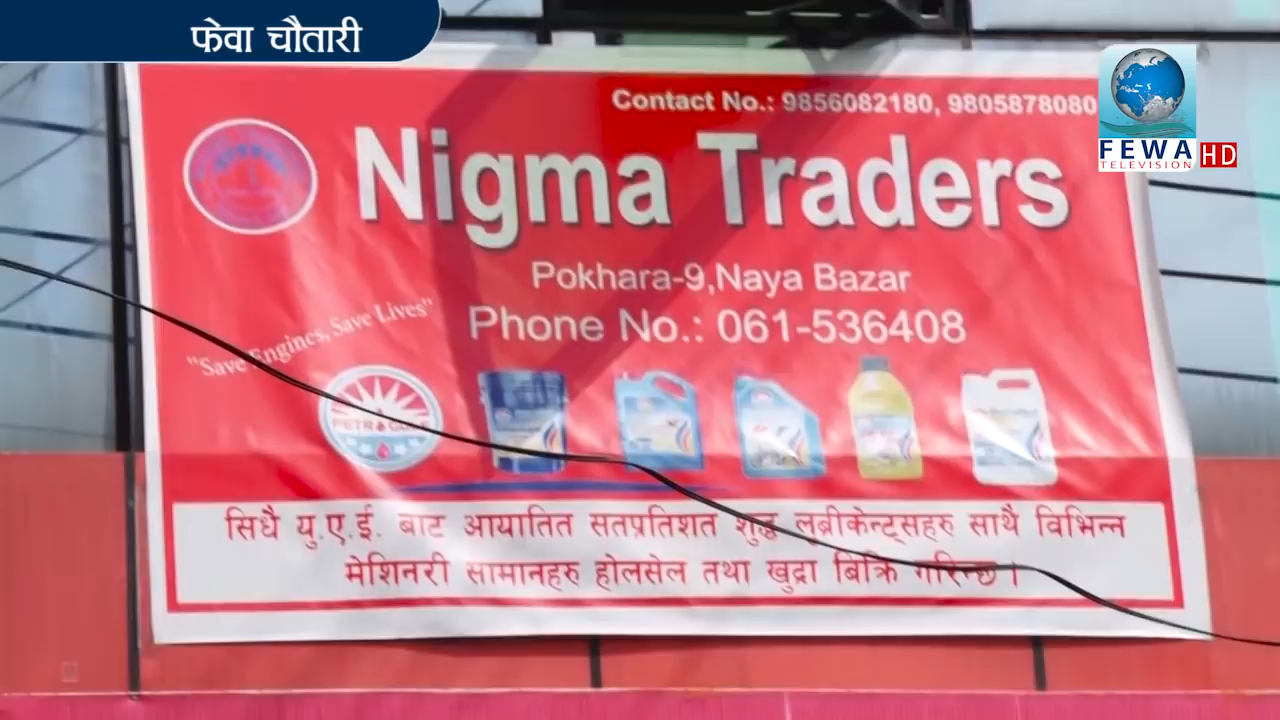 फेवा चौतारी
FEWA HD
TELEVISION
Contact No.: 9856082180, 9805878080
Nigma Traders
Pokhara-9,Naya Bazar
Phone No.: 061-536408
"Save Engines, Save Lives"
सिधै यु.ए.ई. बाट आयातित सतप्रतिशत शुद्ध लुब्रीकेन्ट्सहरु साथै विभिन्न
मेशिनरी सामानहरु होलसेल तथा खुद्रा बिक्रि गरिन्छ ।